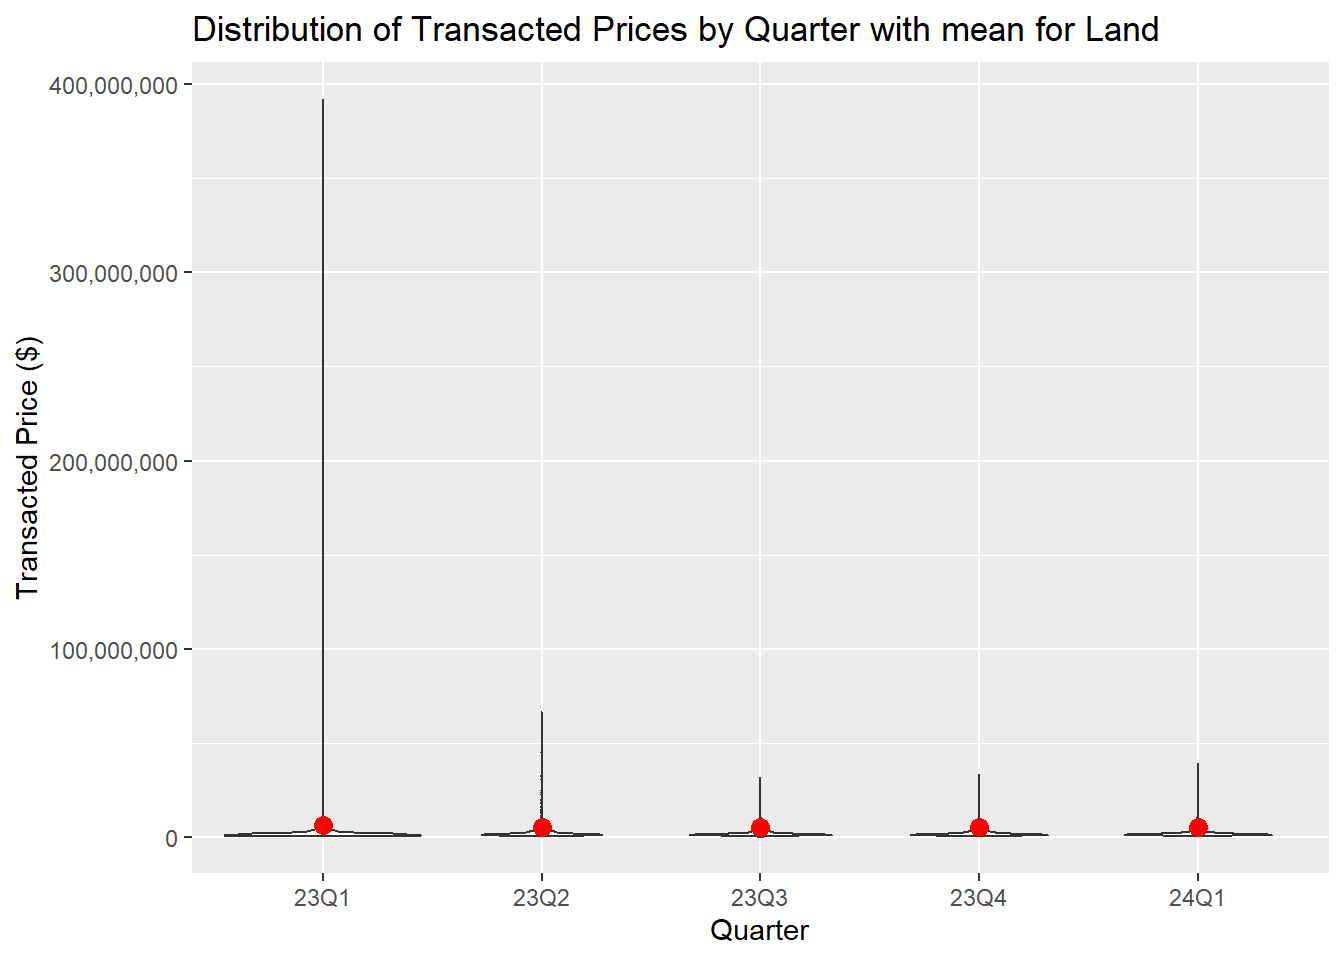 Distribution of Transacted Prices by Quarter with mean for Land
400,000,000
300,000,000
200,000,000
100,000,000
0
Transacted Price ($)
23Q1 23Q2 23Q3 23Q4 24Q1
Quarter